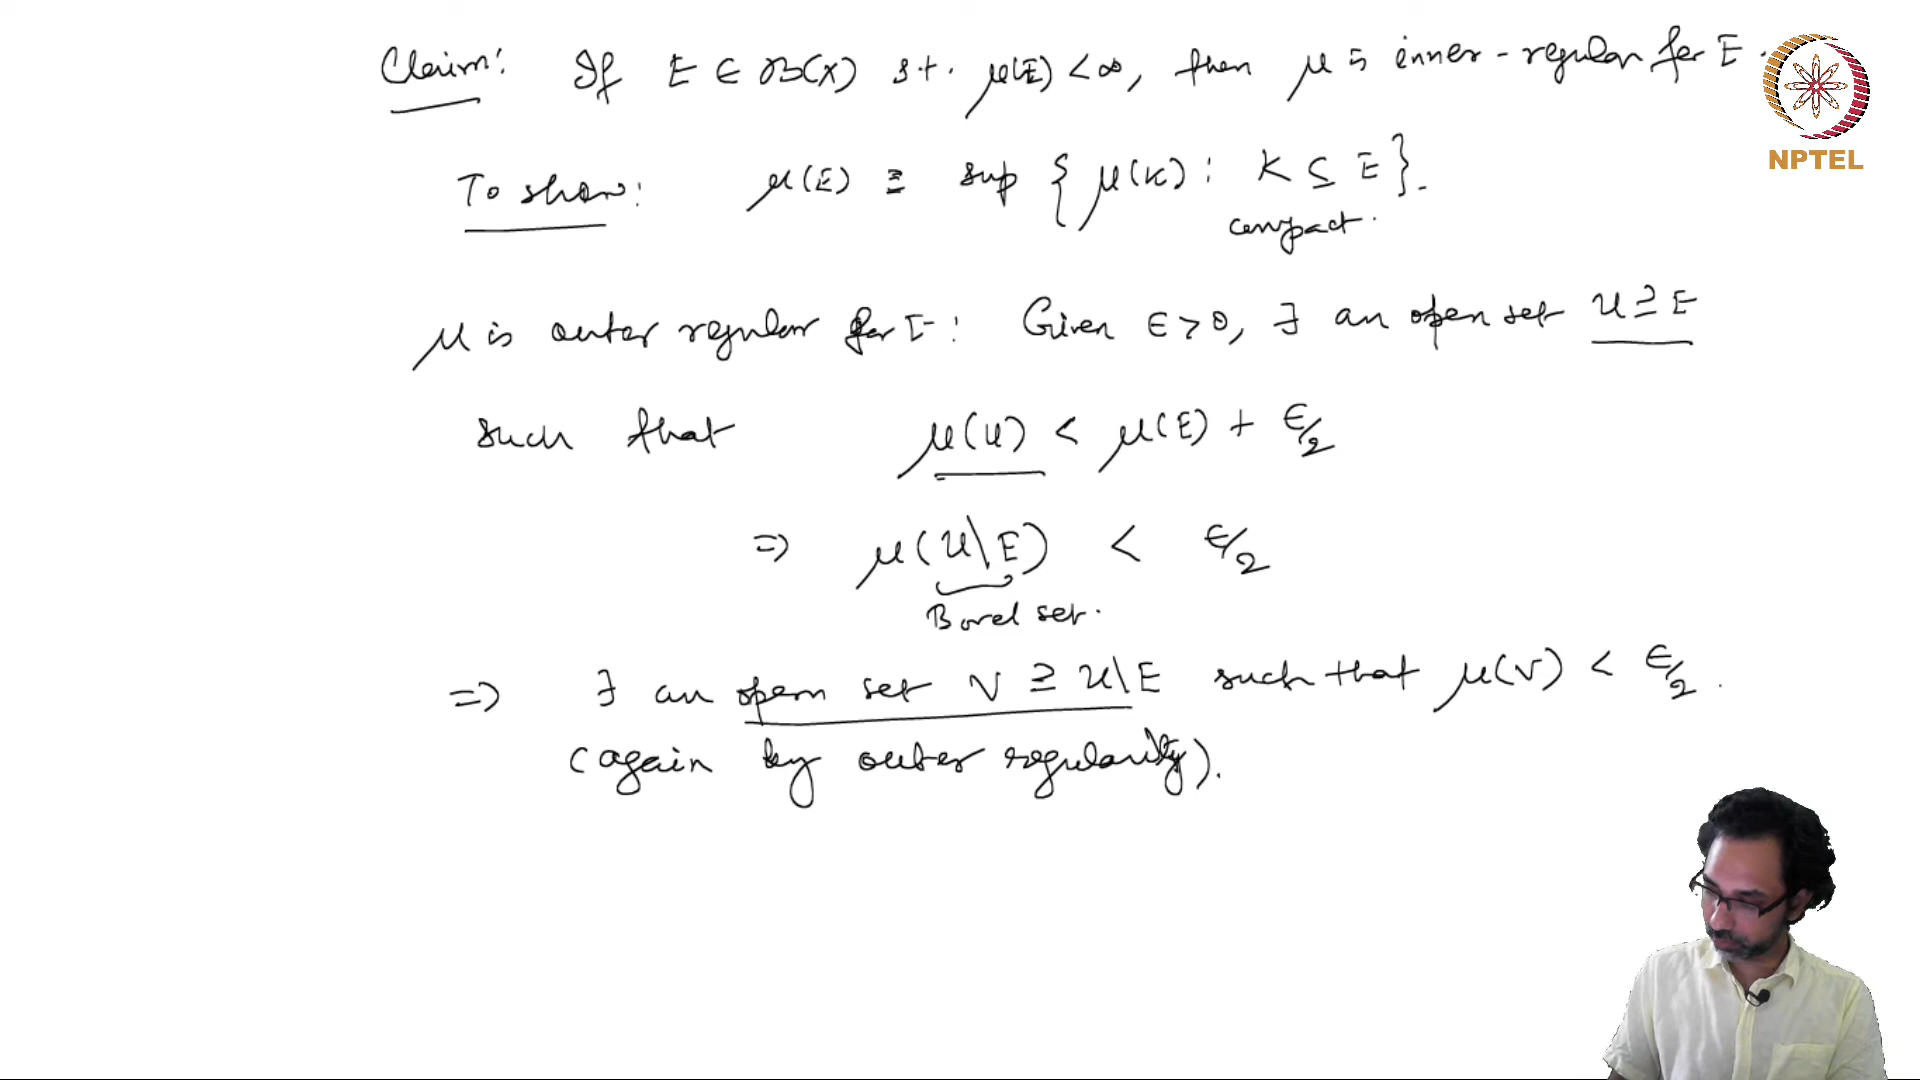 Claim: If E ∈ B(X) s.t. μ(E) < ∞, then μ is inner-regular for E.
NPTEL
To show: μ(E) = sup { μ(K) : K ⊆ E }.
compact.
μ is outer regular for E: Given ϵ > 0, ∃ an open set U ⊇ E
such that μ(U) < μ(E) + ϵ/2
⇒ μ(U\E) < ϵ/2
Borel set.
⇒ ∃ an open set V ⊇ U\E such that μ(V) < ϵ/2.
(again by outer regularity).